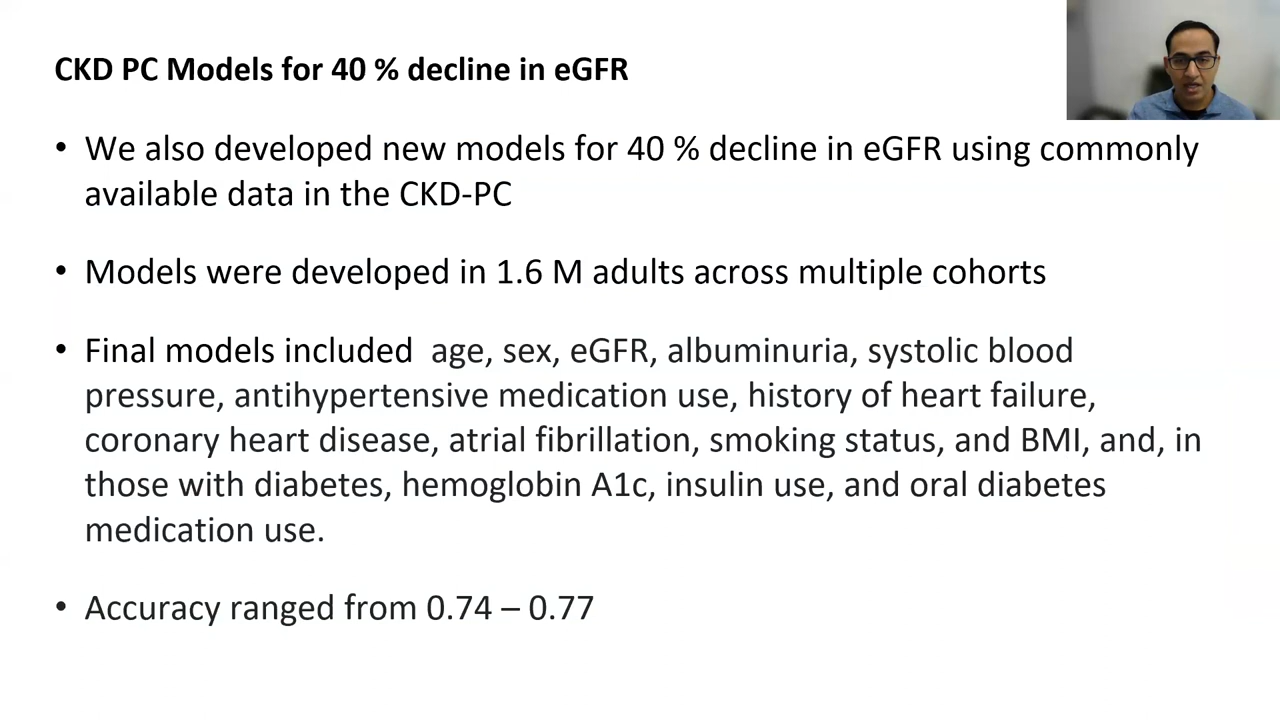 CKD PC Models for 40 % decline in eGFR
• We also developed new models for 40 % decline in eGFR using commonly
available data in the CKD-PC
• Models were developed in 1.6 M adults across multiple cohorts
• Final models included age, sex, eGFR, albuminuria, systolic blood
pressure, antihypertensive medication use, history of heart failure,
coronary heart disease, atrial fibrillation, smoking status, and BMI, and, in
those with diabetes, hemoglobin A1c, insulin use, and oral diabetes
medication use.
• Accuracy ranged from 0.74 – 0.77